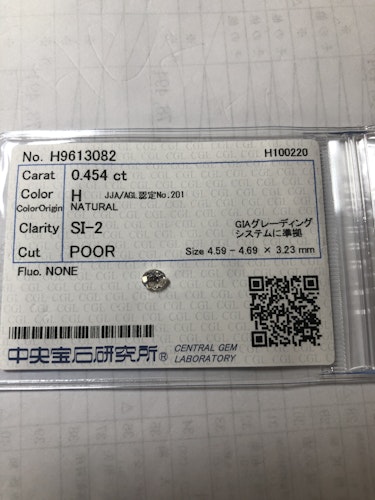 No. H9613082 H100220
Carat 0.454 ct
Color H JJA/AGL認定No.201
ColorOrigin NATURAL
Clarity SI-2 GIAグレーディング
システムに準拠
Cut POOR Size 4.59 - 4.69 × 3.23 mm
Fluo. NONE
中央宝石研究所® CENTRAL GEM
LABORATORY